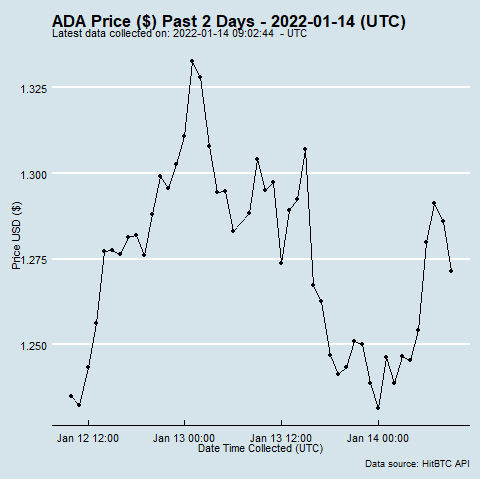 ADA Price ($) Past 2 Days - 2022-01-14 (UTC)
Latest data collected on: 2022-01-14 09:02:44 - UTC
1.325
1.300
1.275
1.250
Price USD ($)
Jan 12 12:00 Jan 13 00:00 Jan 13 12:00 Jan 14 00:00
Date Time Collected (UTC)
Data source: HitBTC API